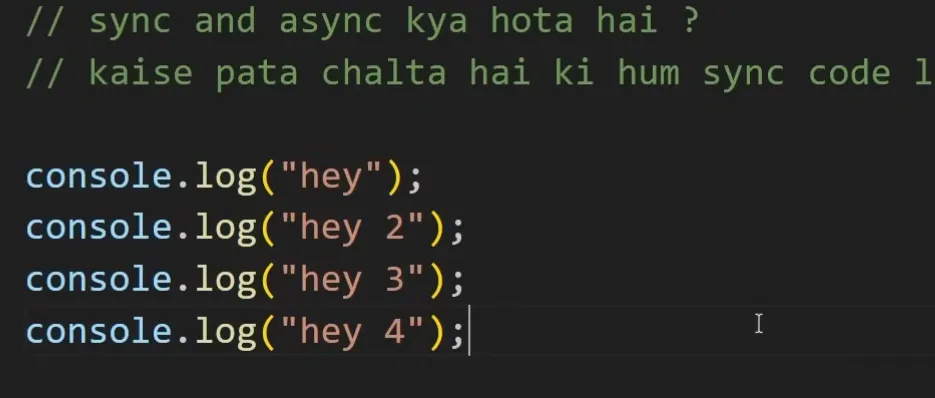 // sync and async kya hota hai ?
// kaise pata chalta hai ki hum sync code
console.log("hey");
console.log("hey 2");
console.log("hey 3");
console.log("hey 4");